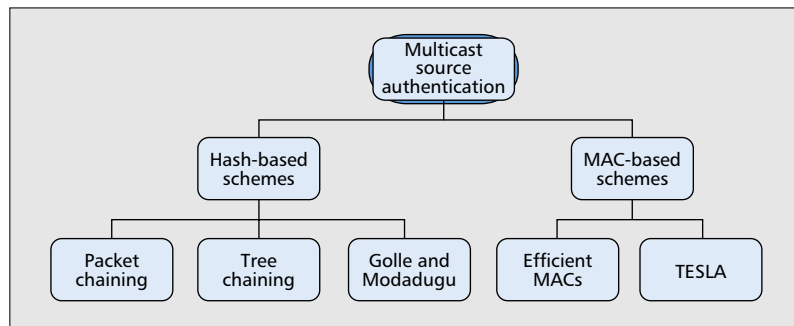 Multicast
source
authentication
Hash-based
schemes
MAC-based
schemes
Packet
chaining
Tree
chaining
Golle and
Modadugu
Efficient
MACs
TESLA